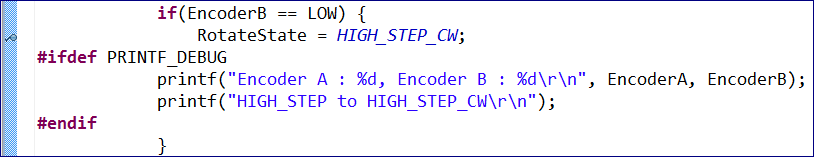 if(EncoderB == LOW) {
RotateState = HIGH_STEP_CW;
#ifdef PRINTF_DEBUG
printf("Encoder A : %d, Encoder B : %d\r\n", EncoderA, EncoderB);
printf("HIGH_STEP to HIGH_STEP_CW\r\n");
#endif
}